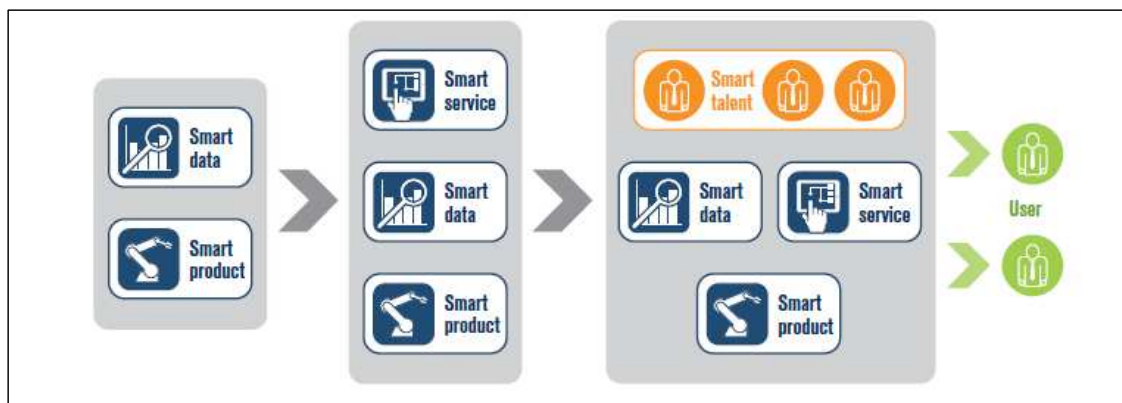 Smart
data
Smart
product
Smart
service
Smart
data
Smart
product
Smart
talent
Smart
data
Smart
service
Smart
product
User